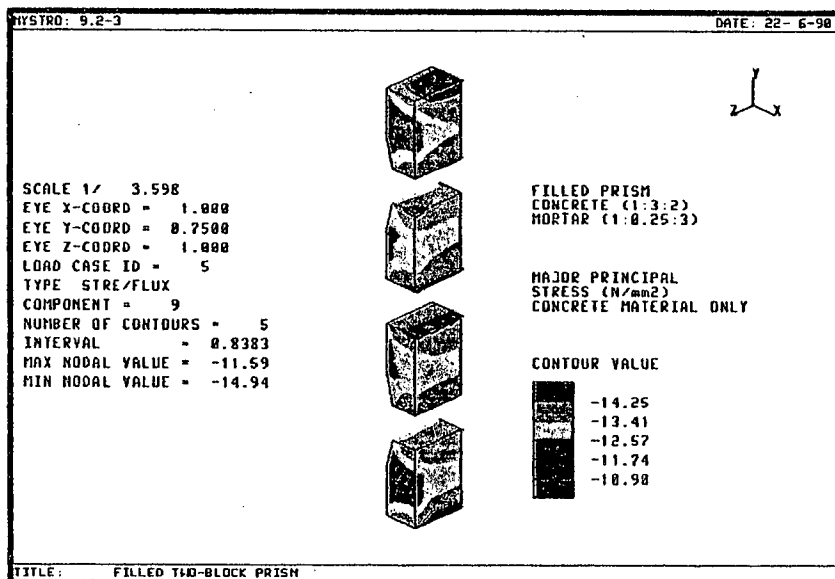 MYSTRO: 9.2-3
DATE: 22- 6-90
Y
Z X
SCALE 1/ 3.598
EYE X-COORD = 1.000
EYE Y-COORD = 0.7500
EYE Z-COORD = 1.000
LOAD CASE ID = 5
TYPE STRE/FLUX
COMPONENT = 9
NUMBER OF CONTOURS = 5
INTERVAL = 0.8383
MAX NODAL VALUE = -11.59
MIN NODAL VALUE = -14.94
FILLED PRISM
CONCRETE (1:3:2)
MORTAR (1:0.25:3)
MAJOR PRINCIPAL
STRESS (N/mm2)
CONCRETE MATERIAL ONLY
CONTOUR VALUE
-14.25
-13.41
-12.57
-11.74
-10.90
TITLE: FILLED TWO-BLOCK PRISM